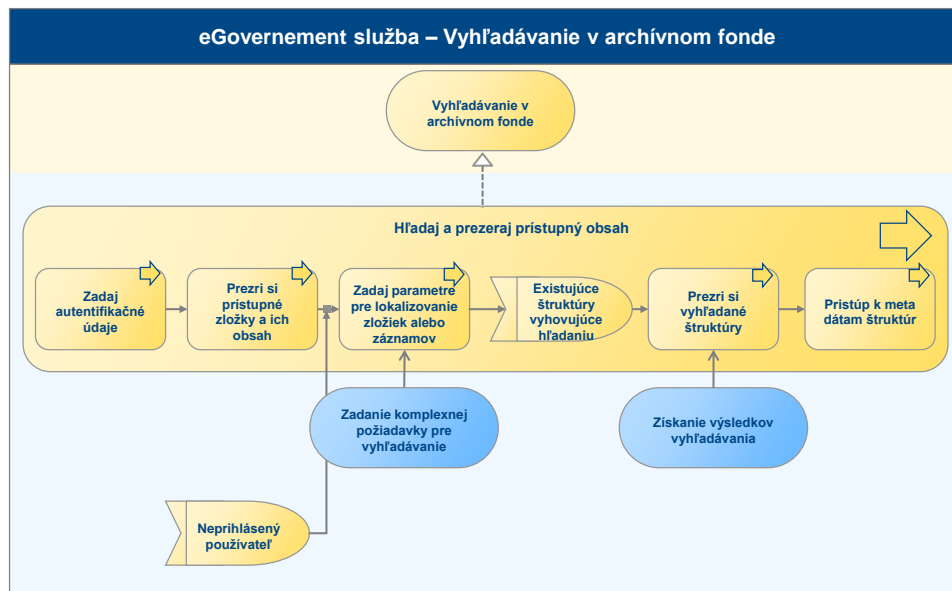 eGovernement služba – Vyhľadávanie v archívnom fonde
Vyhľadávanie v
archívnom fonde
Hľadaj a prezeraj prístupný obsah
Zadaj
autentifikačné
údaje
Prezri si
prístupné
zložky a ich
obsah
Zadaj parametre
pre lokalizovanie
zložiek alebo
záznamov
Existujúce
štruktúry
vyhovujúce
hľadaniu
Prezri si
vyhľadané
štruktúry
Pristúp k meta
dátam štruktúr
Zadanie komplexnej
požiadavky pre
vyhľadávanie
Získanie výsledkov
vyhľadávania
Neprihlásený
používateľ